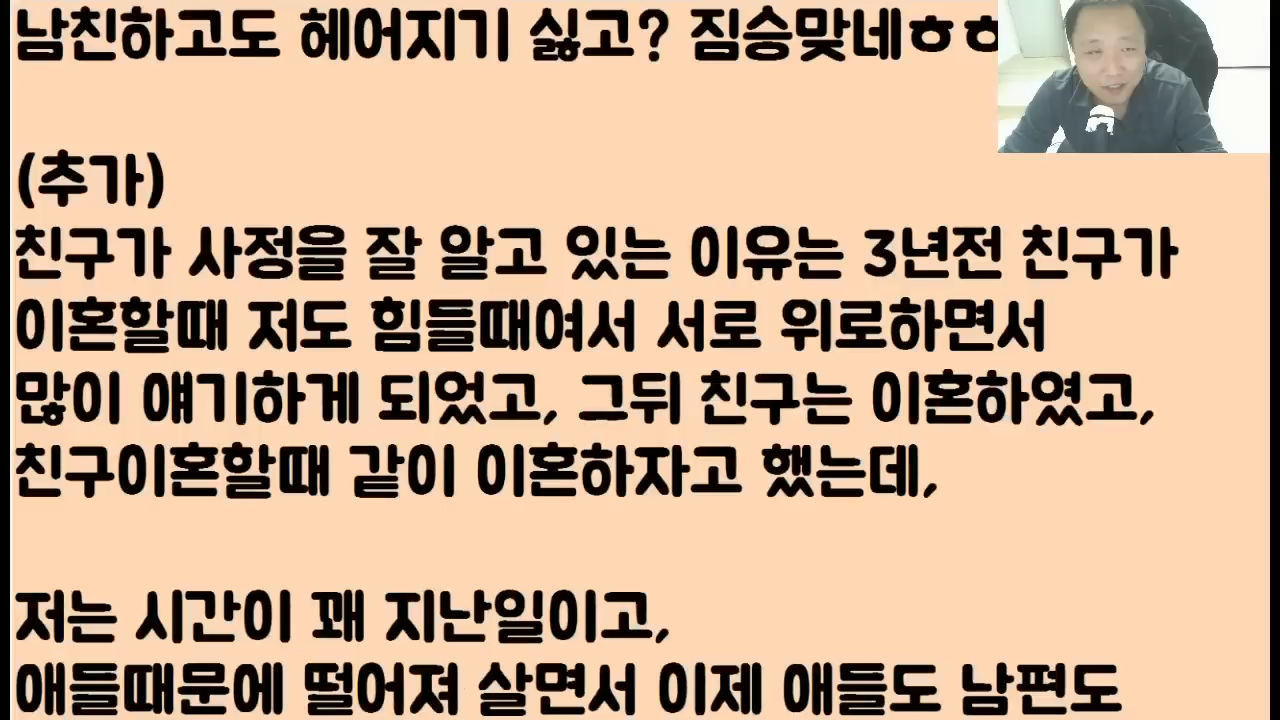 남친하고도 헤어지기 싫고? 짐승맞네ㅎㅎ
(추가)
친구가 사정을 잘 알고 있는 이유는 3년전 친구가
이혼할때 저도 힘들때여서 서로 위로하면서
많이 얘기하게 되었고, 그뒤 친구는 이혼하였고,
친구이혼할때 같이 이혼하자고 했는데,
저는 시간이 꽤 지난일이고,
애들때문에 떨어져 살면서 이제 애들도 남편도